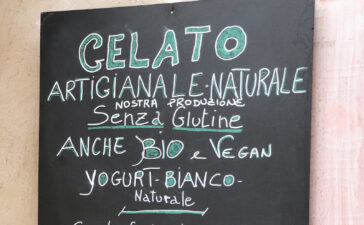 GELATO
ARTIGIANALE-NATURALE
NOSTRA PRODUZIONE
Senza Glutine
ANCHE BIO e VEGAN
YOGURT-BIANCO-
Naturale